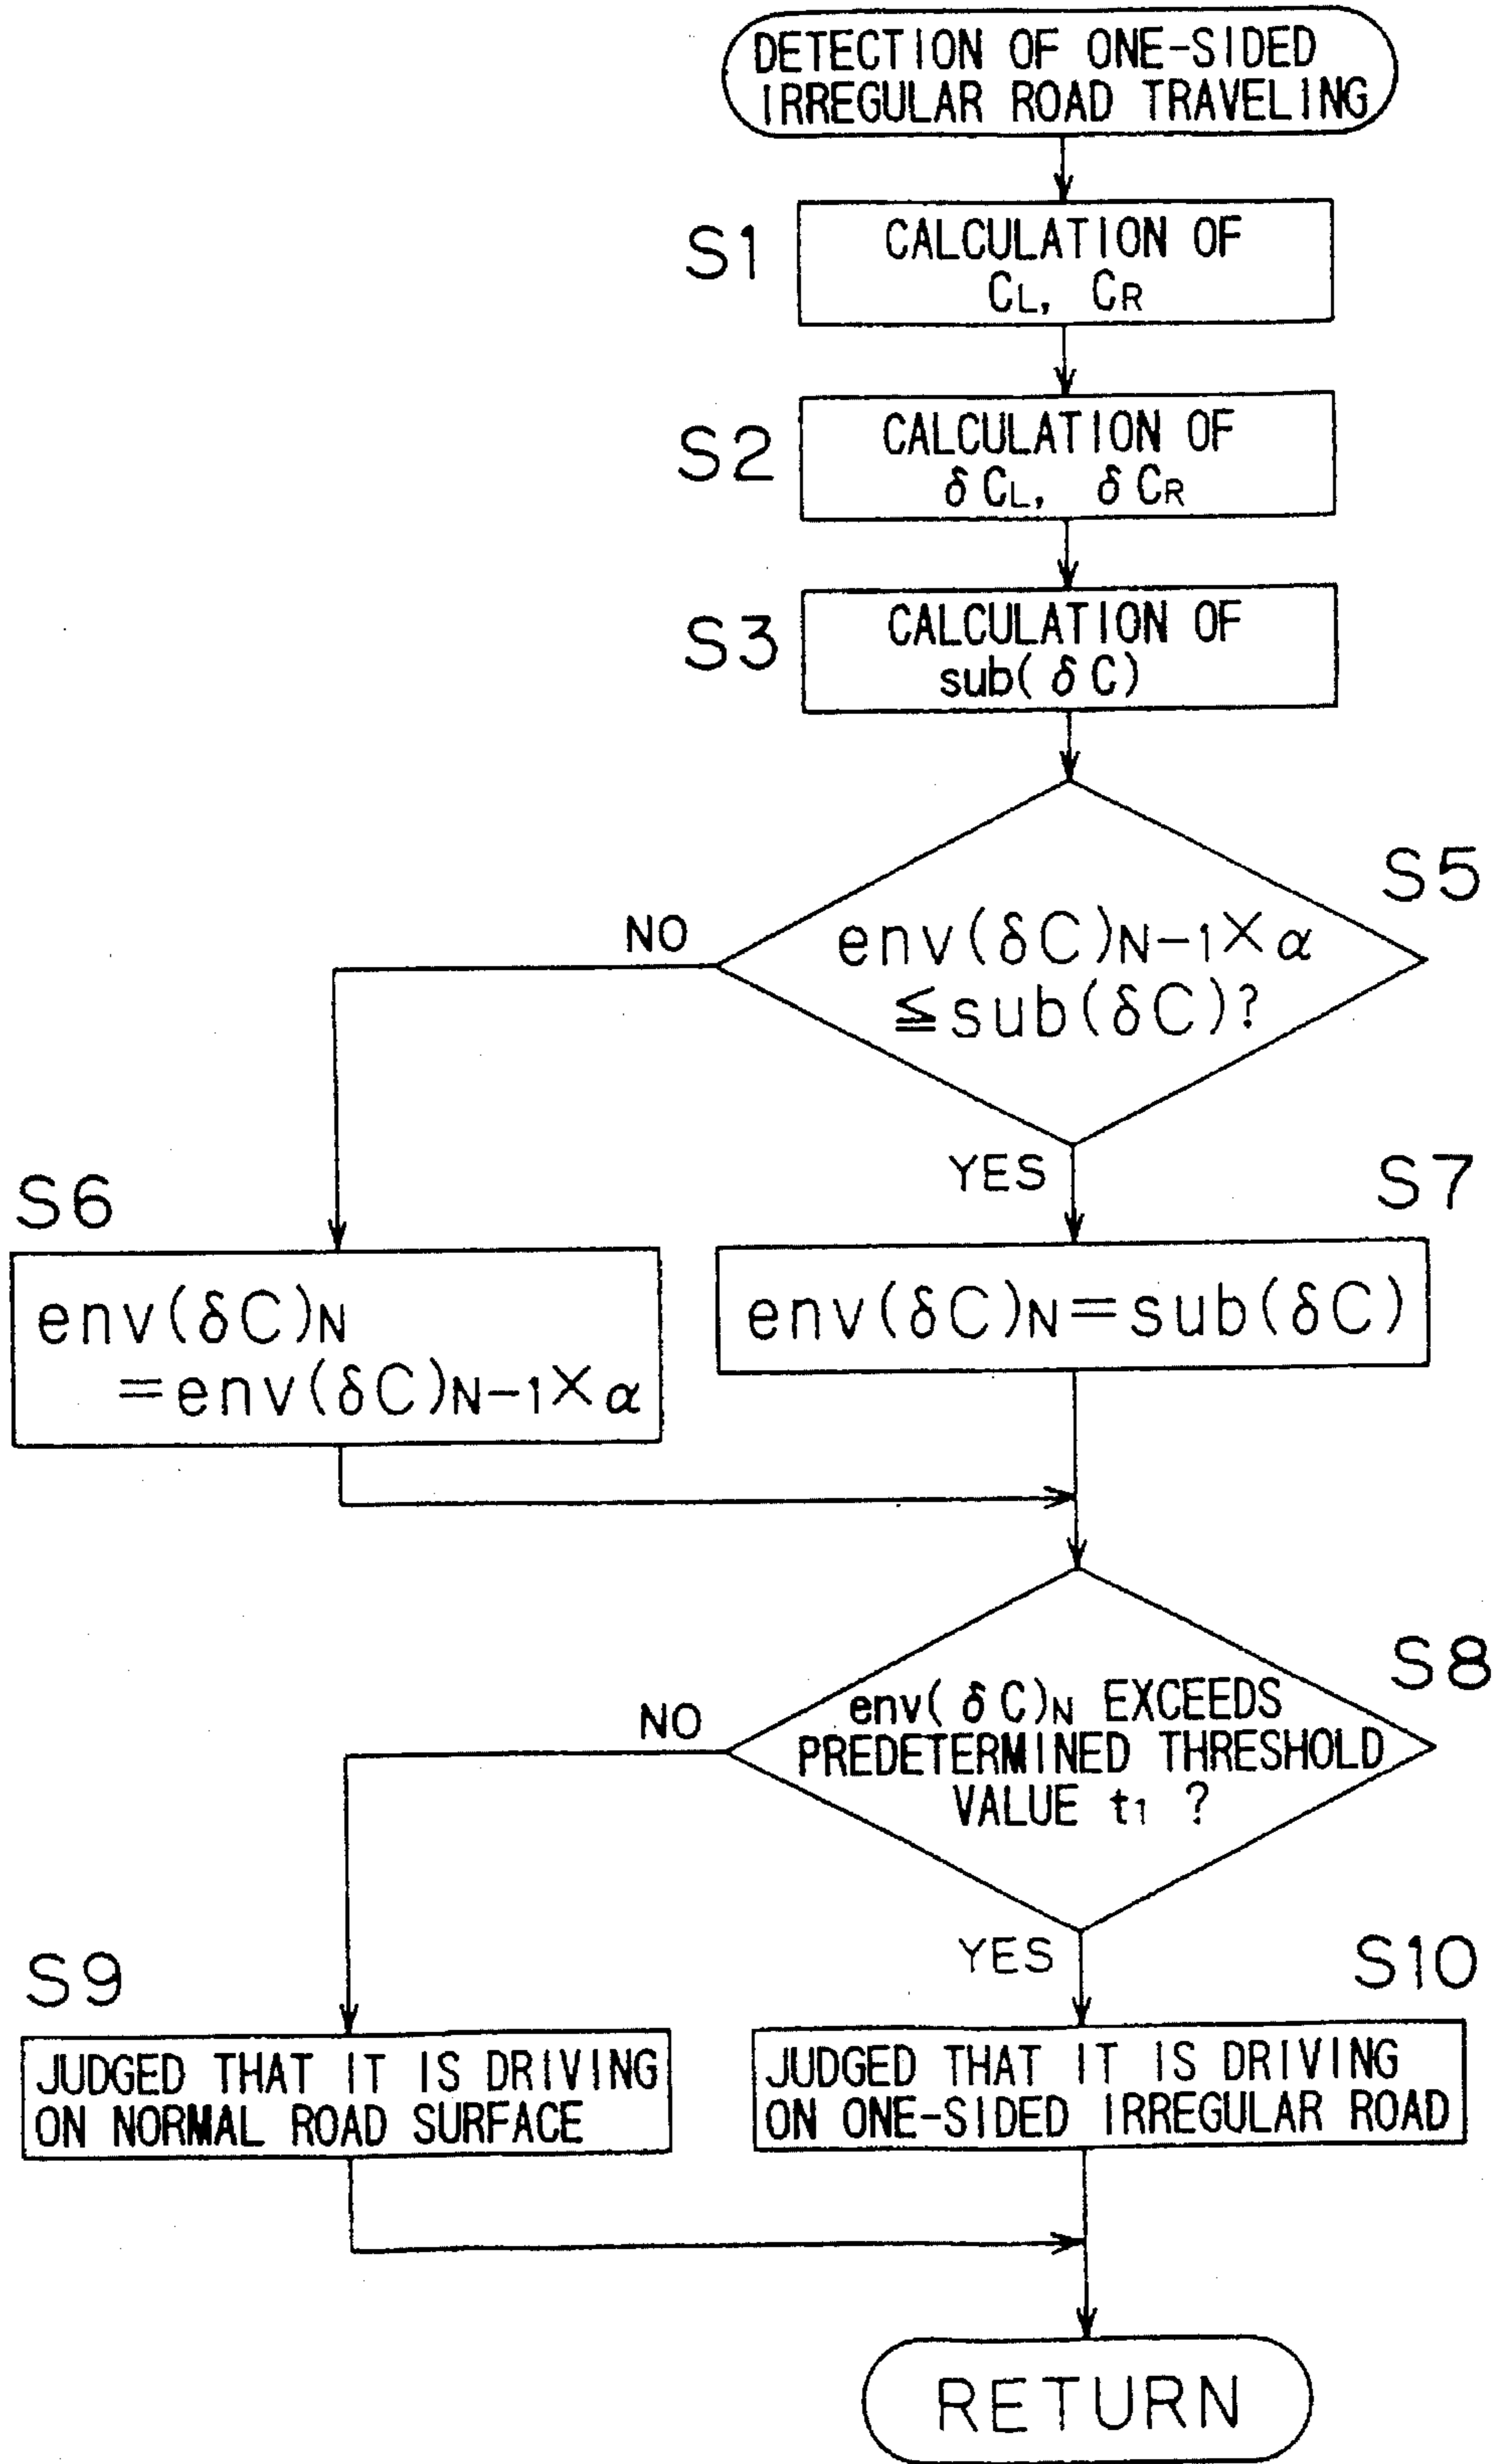 DETECTION OF ONE-SIDED
IRREGULAR ROAD TRAVELING
S1
CALCULATION OF
CL, CR
S2
CALCULATION OF
δCL, δCR
S3
CALCULATION OF
sub(δC)
S5
env(δC)N-1×α
≦sub(δC)?
NO
YES
S6
env(δC)N
=env(δC)N-1×α
S7
env(δC)N=sub(δC)
S8
env(δC)N EXCEEDS
PREDETERMINED THRESHOLD
VALUE t1 ?
NO
YES
S9
JUDGED THAT IT IS DRIVING
ON NORMAL ROAD SURFACE
S10
JUDGED THAT IT IS DRIVING
ON ONE-SIDED IRREGULAR ROAD
RETURN